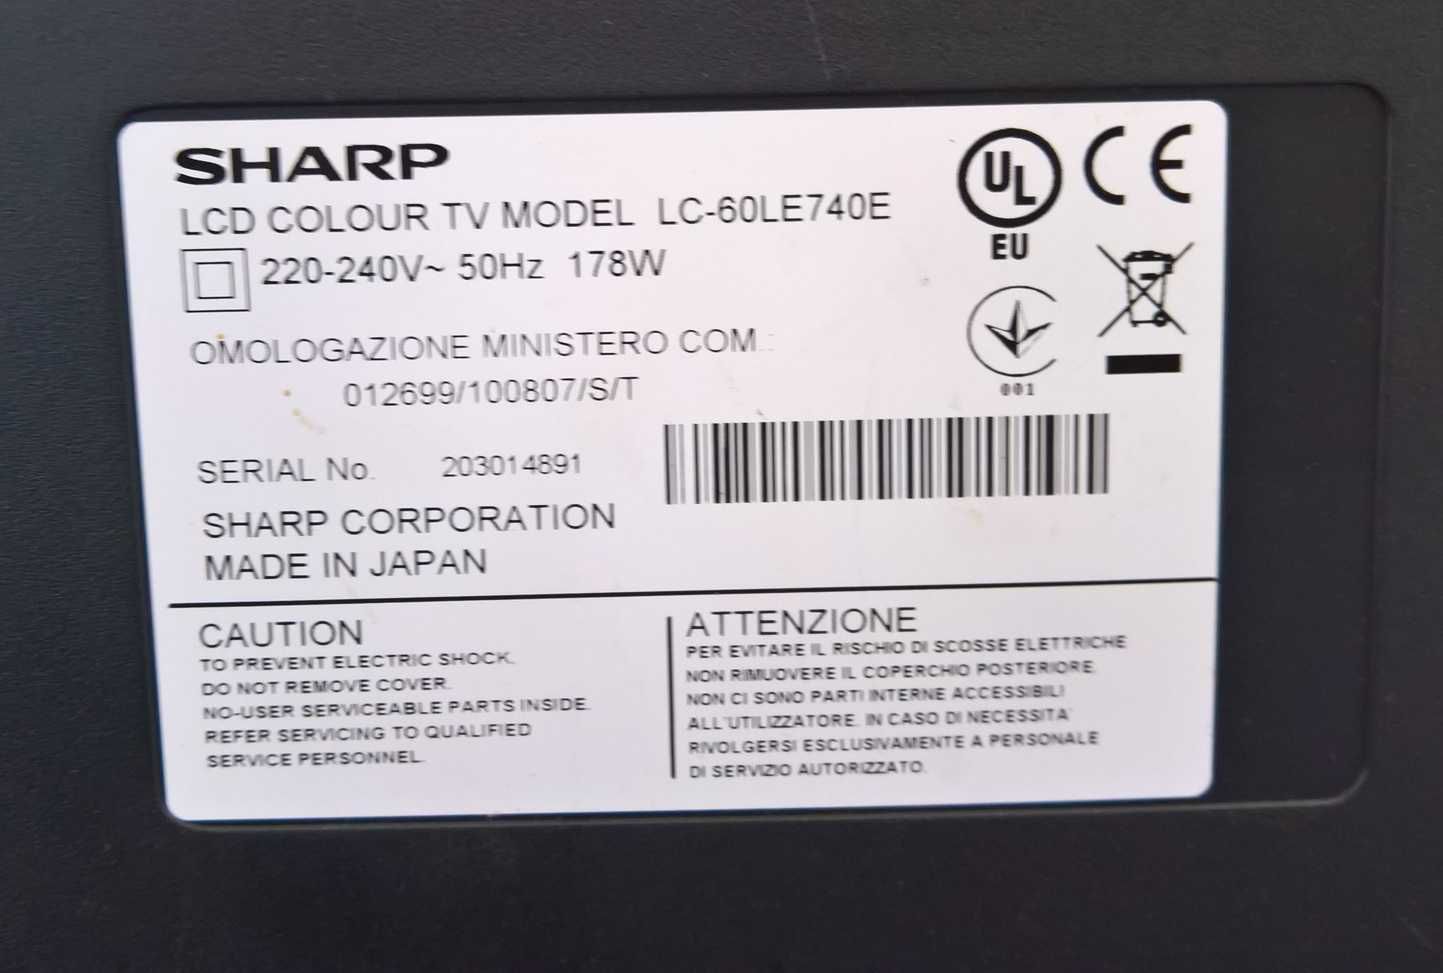 SHARP
LCD COLOUR TV MODEL LC-60LE740E
220-240V~ 50Hz 178W
OMOLOGAZIONE MINISTERO COM.:
012699/100807/S/T
SERIAL No. 203014891
SHARP CORPORATION
MADE IN JAPAN
UL
EU
CE
001
CAUTION
TO PREVENT ELECTRIC SHOCK.
DO NOT REMOVE COVER.
NO-USER SERVICEABLE PARTS INSIDE.
REFER SERVICING TO QUALIFIED
SERVICE PERSONNEL.
ATTENZIONE
PER EVITARE IL RISCHIO DI SCOSSE ELETTRICHE
NON RIMUOVERE IL COPERCHIO POSTERIORE.
NON CI SONO PARTI INTERNE ACCESSIBILI
ALL'UTILIZZATORE. IN CASO DI NECESSITA'
RIVOLGERSI ESCLUSIVAMENTE A PERSONALE
DI SERVIZIO AUTORIZZATO.